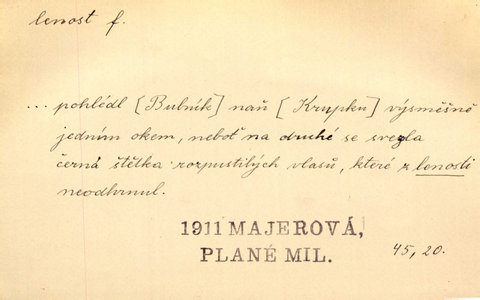 lenost f.
... pohlédl [Bubník] naň [Krupku] výsměšně
jedním okem, neboť na druhé se svezla
černá štětka rozpustilých vlasů, které z lenosti
neodhrnul.
1911 MAJEROVÁ,
PLANÉ MIL.
45, 20.